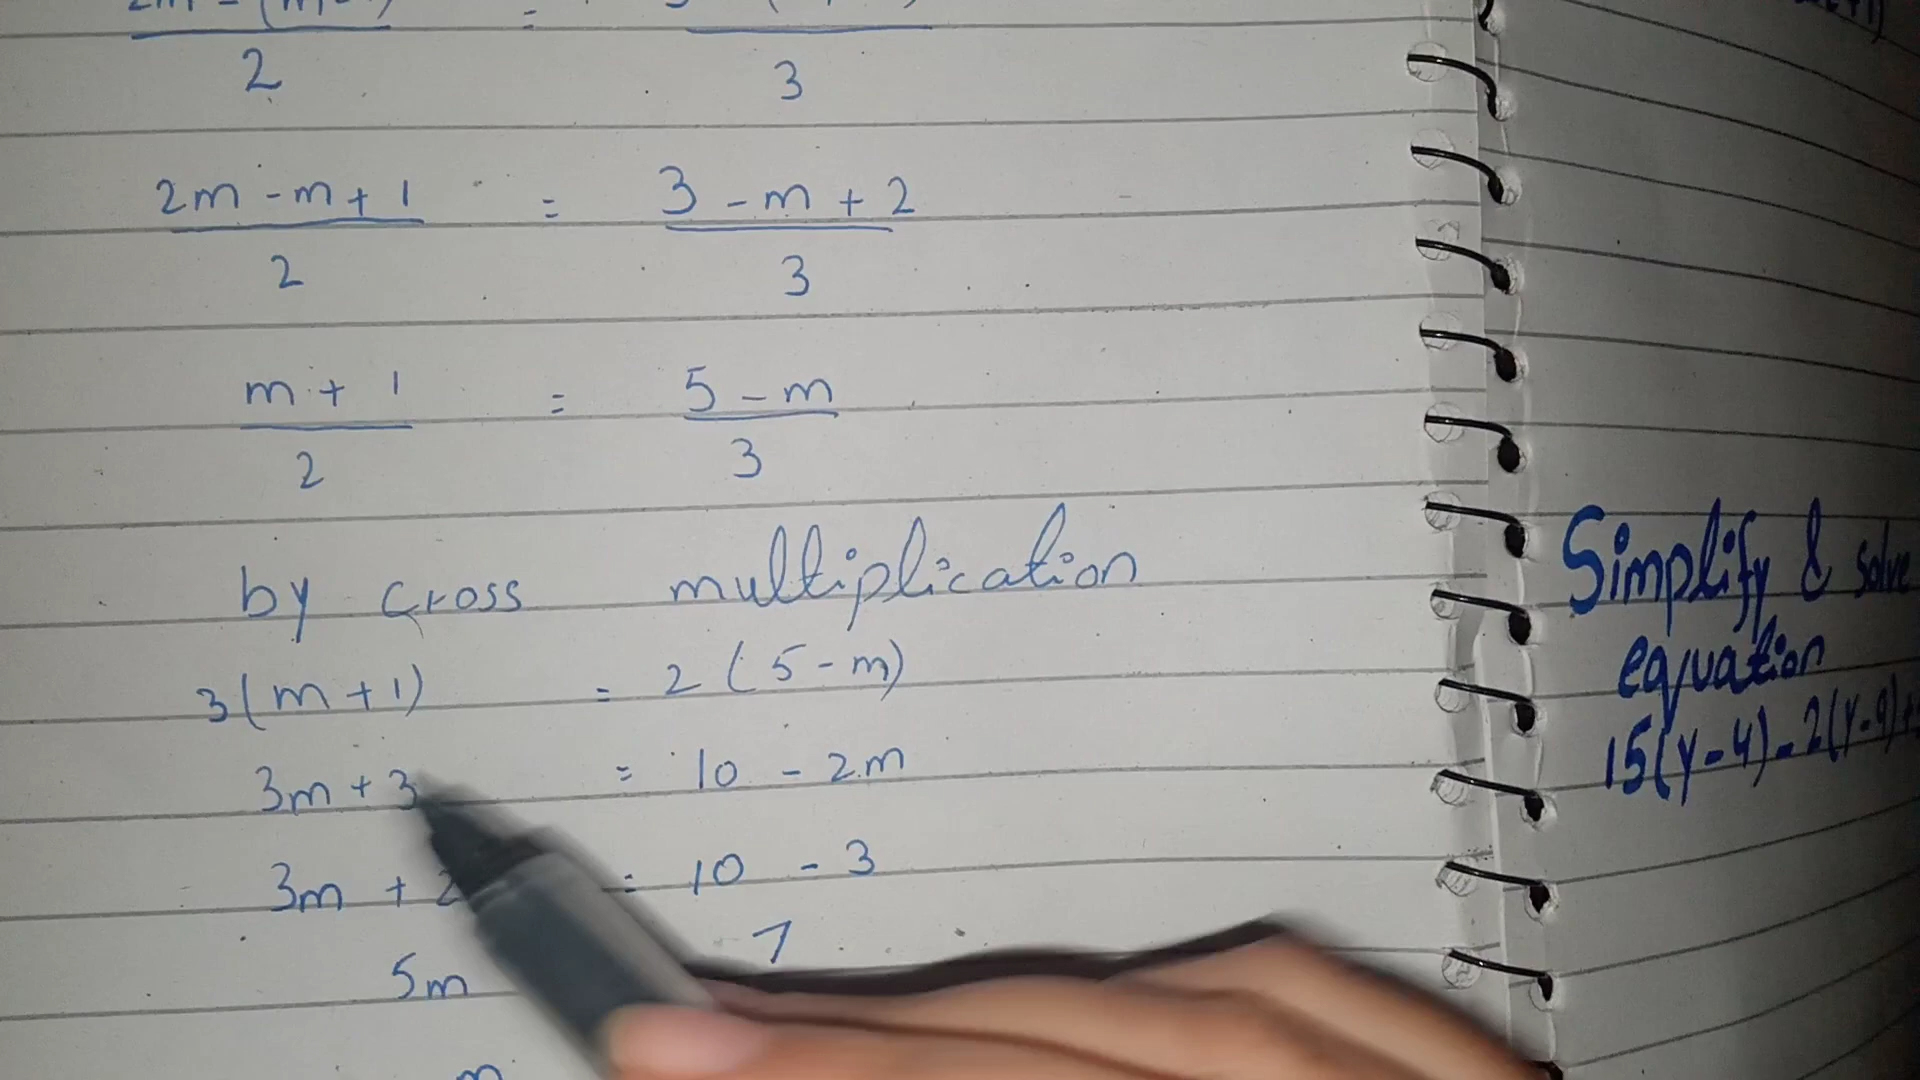 2 3
2m - m + 1 = 3 - m + 2
2 3
m + 1 = 5 - m
2 3
by cross multiplication
3(m + 1) = 2(5 - m)
3m + 3 = 10 - 2m
3m + 2 = 10 - 3
5m 7
m
Simplify & solve
equation
15(y-4)-2(y-9)+